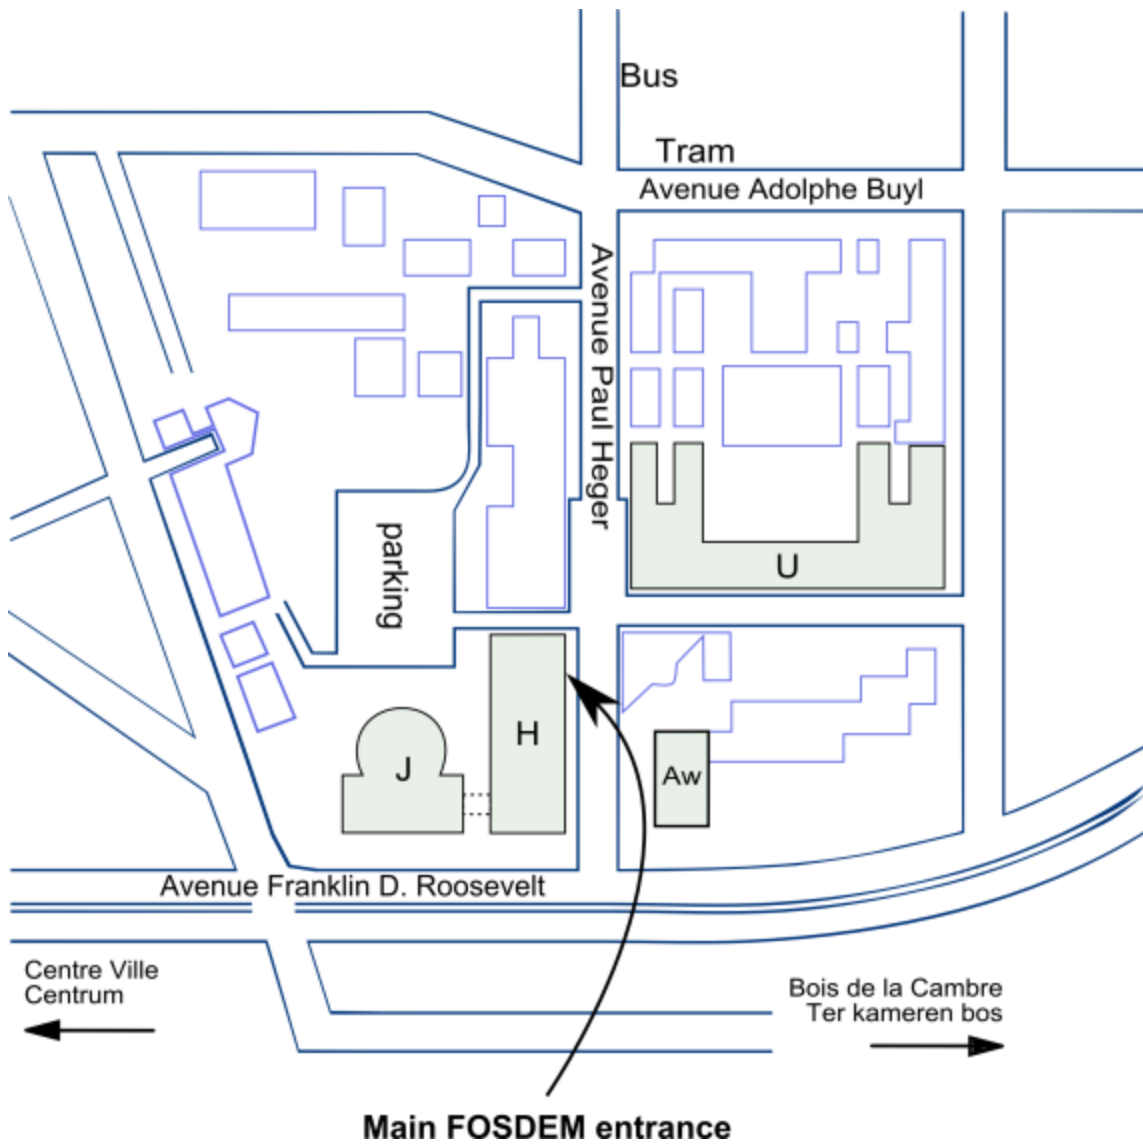 Bus
Tram
Avenue Adolphe Buyl
Avenue Paul Heger
parking
U
H
J
Aw
Avenue Franklin D. Roosevelt
Centre Ville
Centrum
Bois de la Cambre
Ter kameren bos
Main FOSDEM entrance